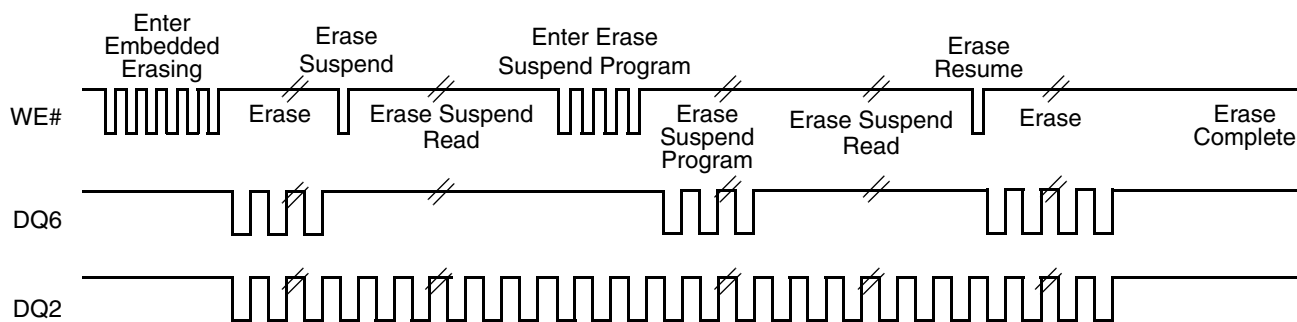 Enter
Embedded
Erasing
Erase
Suspend
Enter Erase
Suspend Program
Erase
Resume
WE#
Erase
Erase Suspend
Read
Erase
Suspend
Program
Erase Suspend
Read
Erase
Erase
Complete
DQ6
DQ2